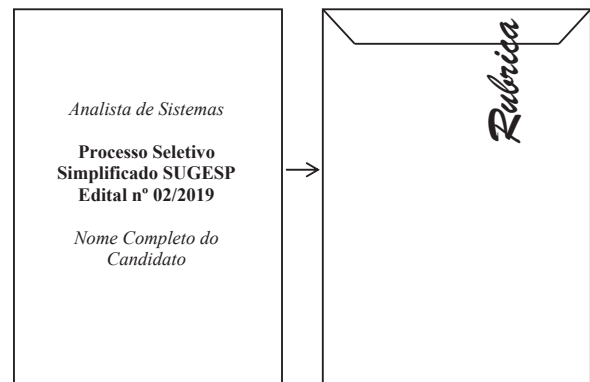 Analista de Sistemas
Processo Seletivo
Simplificado SUGESP
Edital nº 02/2019
Nome Completo do
Candidato
Rubrica